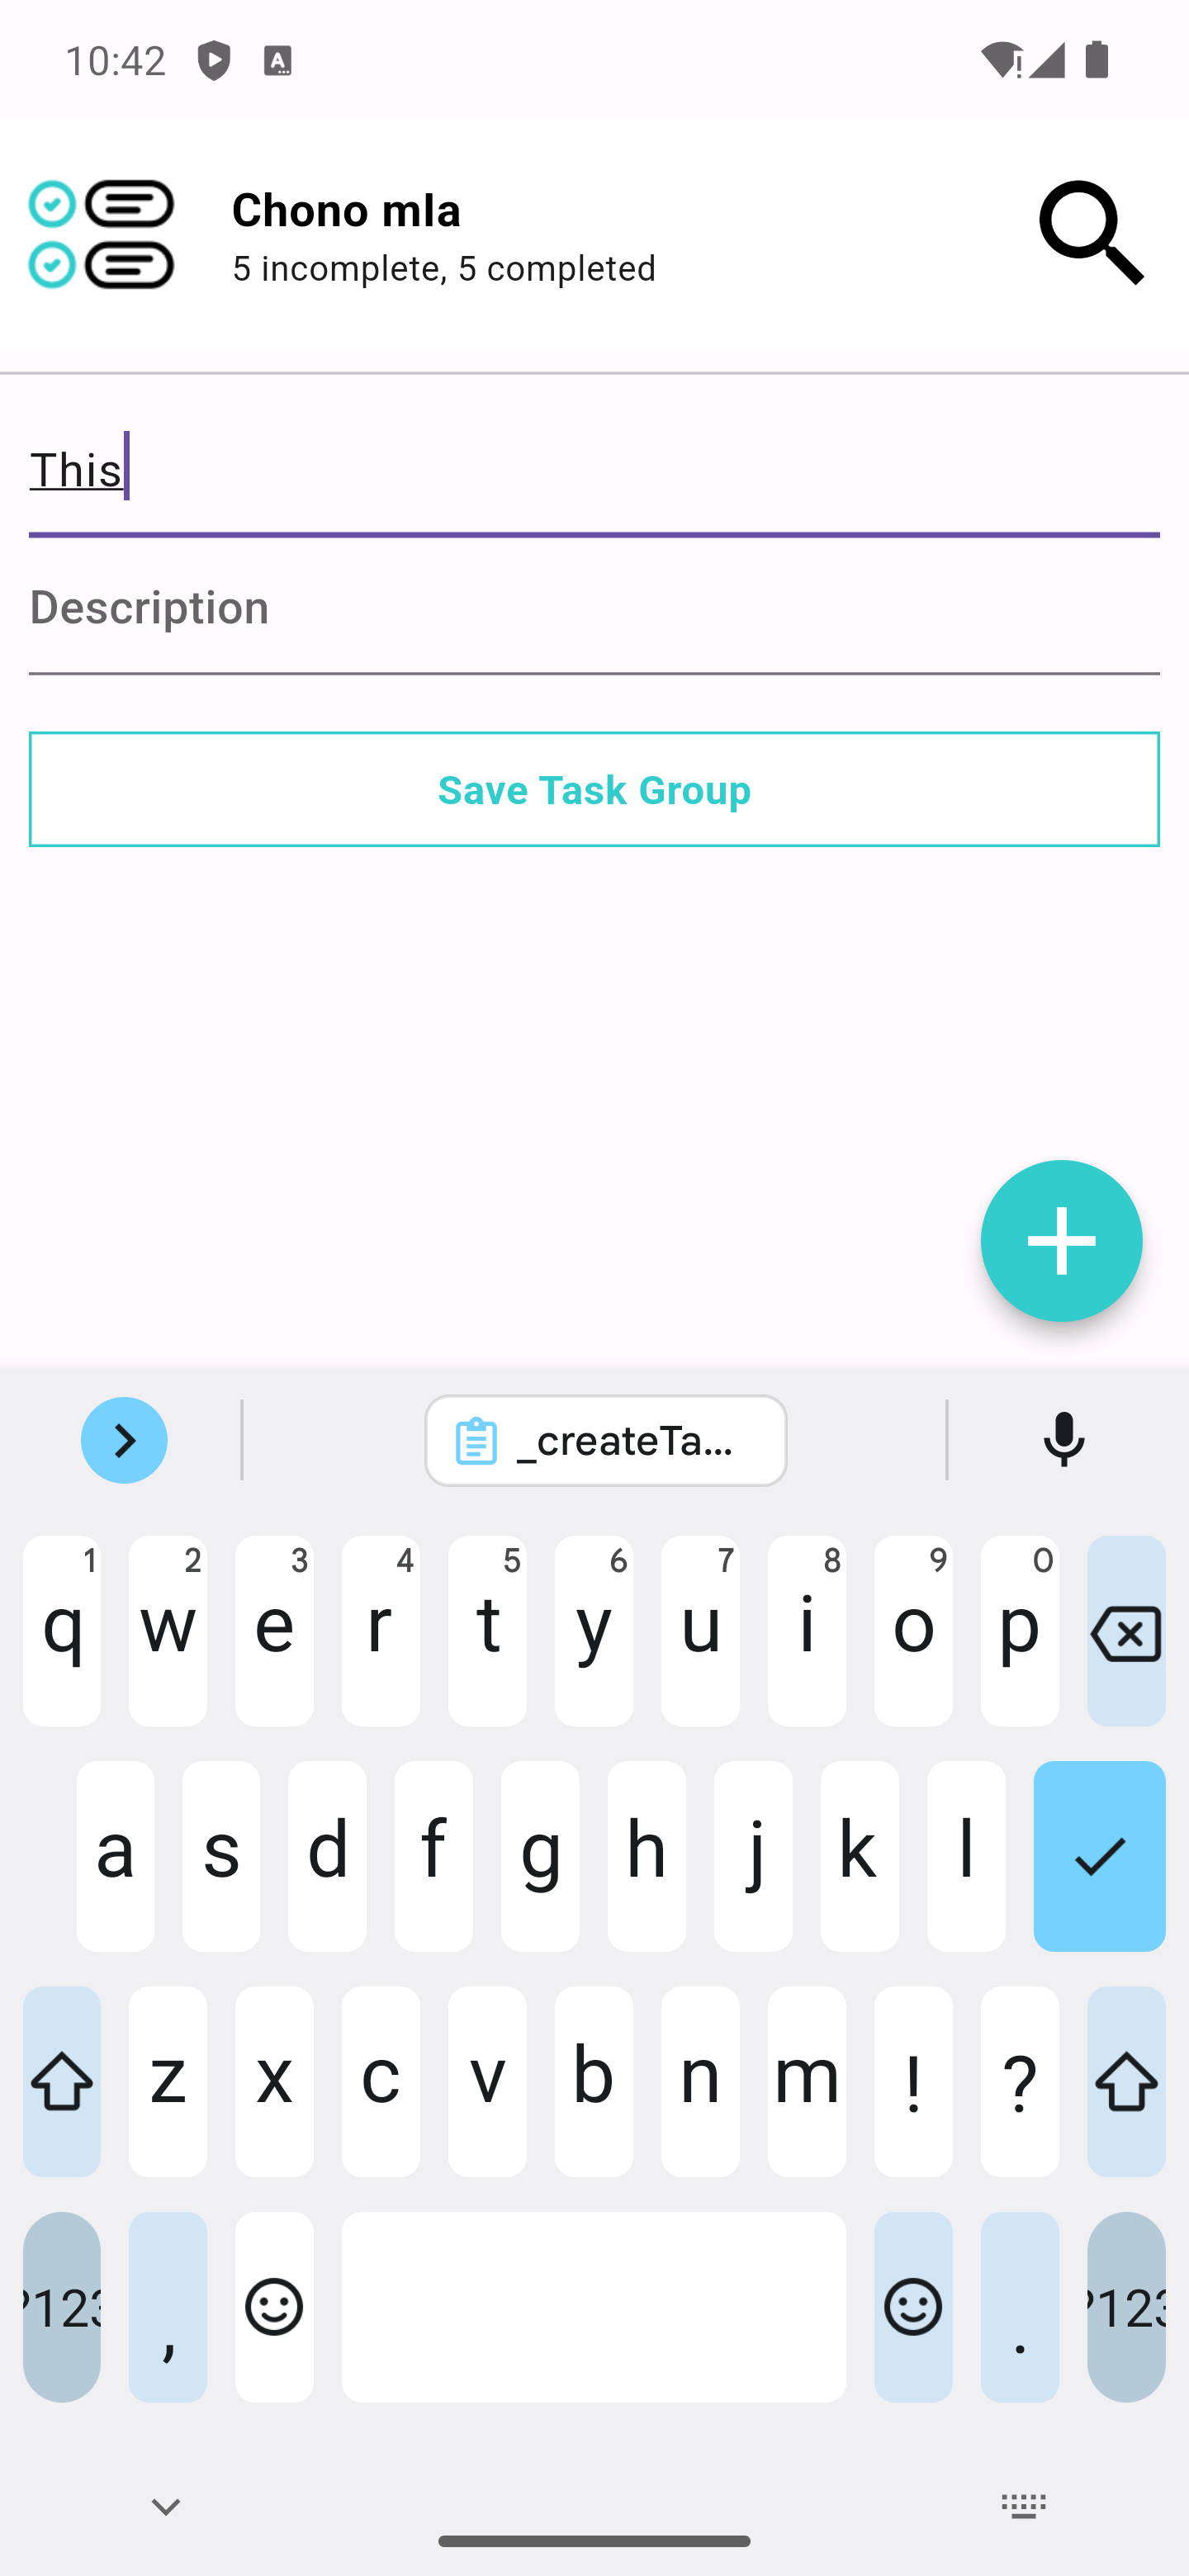 10:42
Chono mla
5 incomplete, 5 completed
This
Description
Save Task Group
_createTa...
1 2 3 4 5 6 7 8 9 0
q w e r t y u i o p
a s d f g h j k l
z x c v b n m ! ?
?123 , . ?123